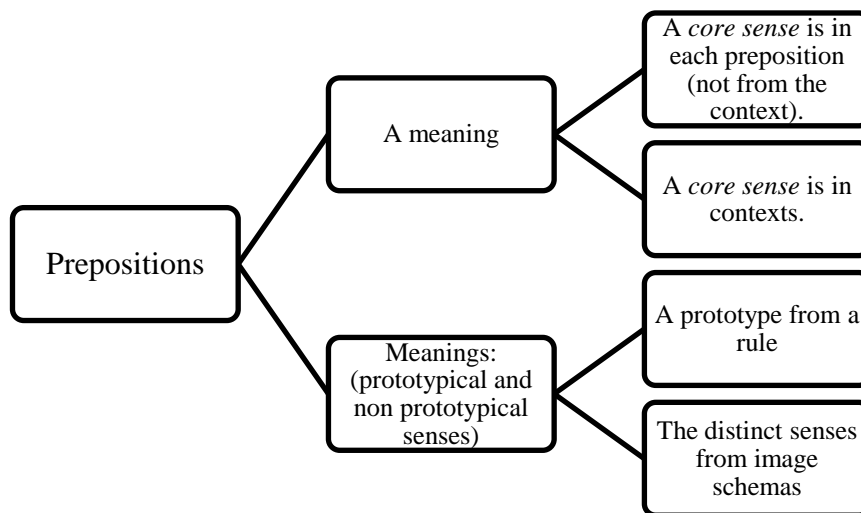 A core sense is in
each preposition
(not from the
context).
A meaning
A core sense is in
contexts.
Prepositions
A prototype from a
rule
Meanings:
(prototypical and
non prototypical
senses)
The distinct senses
from image
schemas